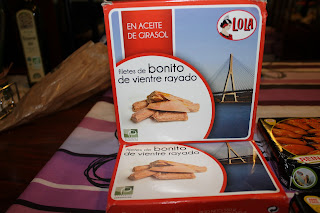 EN ACEITE
DE GIRASOL
LOLA
filetes de bonito
de vientre rayado
filetes de bonito
de vientre rayado